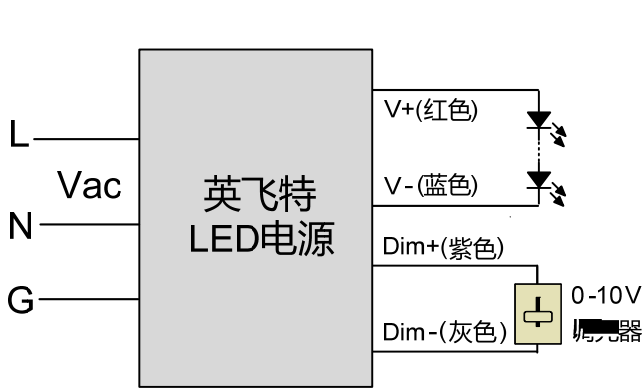 V+(红色)
L
Vac
英飞特
V-(蓝色)
N
LED电源
Dim+(紫色)
G
0-10V
Dim-(灰色)